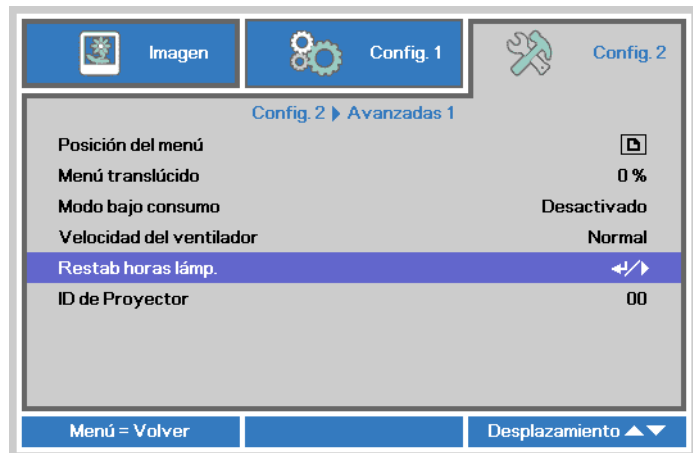 Imagen
Config. 1
Config. 2
Config. 2 Avanzadas 1
Posición del menú
Menú translúcido 0 %
Modo bajo consumo Desactivado
Velocidad del ventilador Normal
Restab horas lámp.
ID de Proyector 00
Menú = Volver Desplazamiento